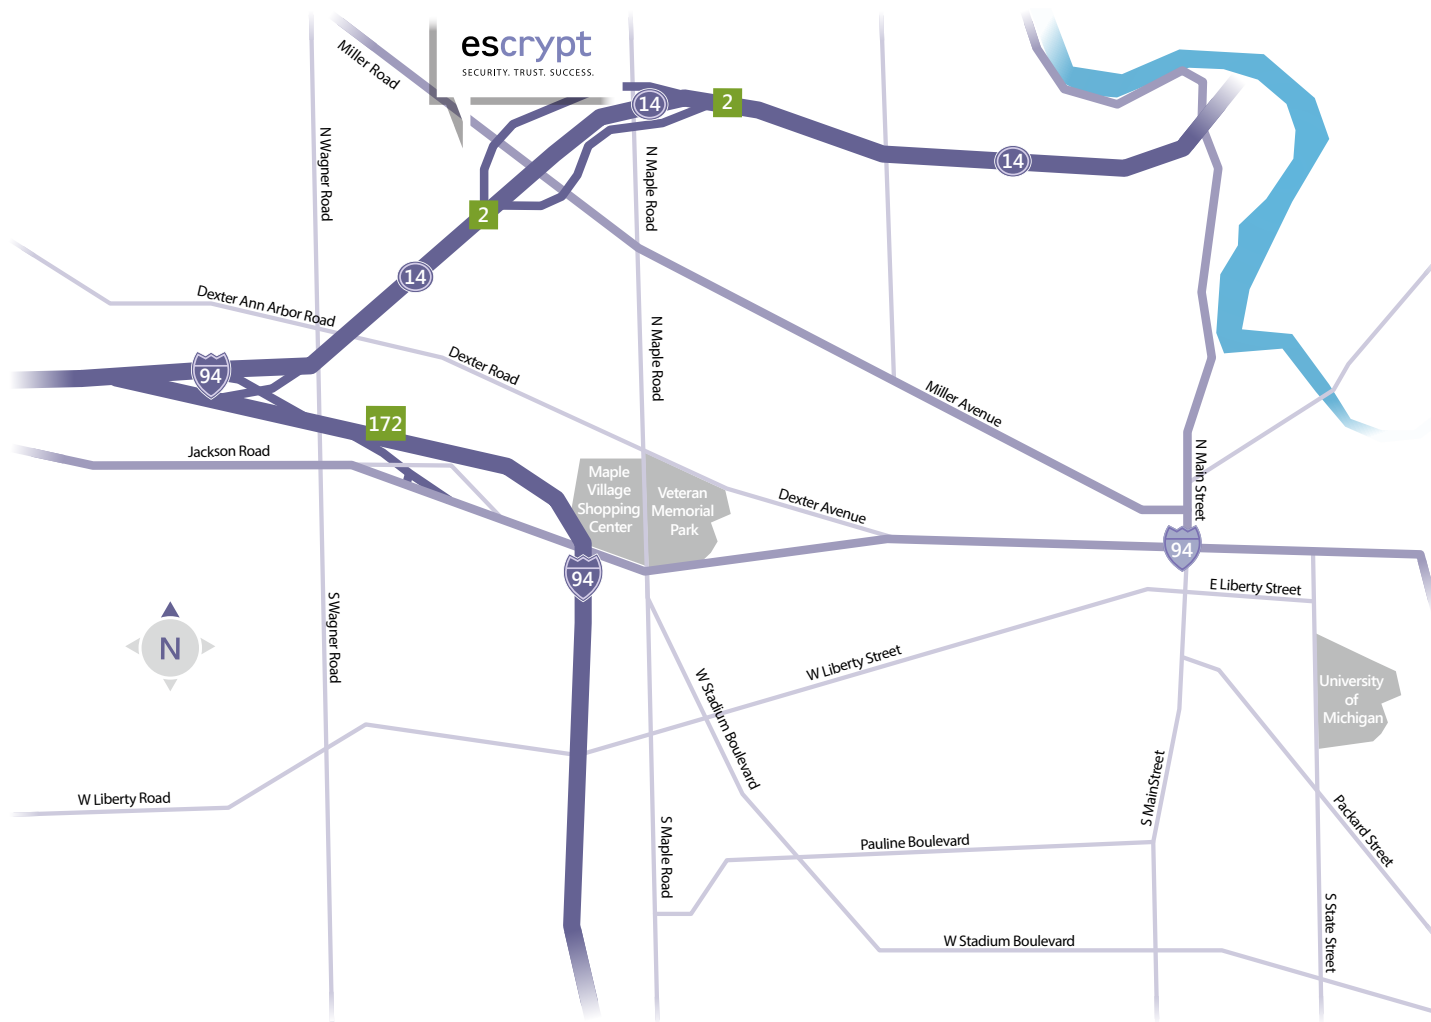 escrypt
SECURITY. TRUST. SUCCESS.
Miller Road
14
2
N Wagner Road
N Maple Road
14
2
14
Dexter Ann Arbor Road
N Maple Road
Dexter Road
94
Miller Avenue
172
Jackson Road
N Main Street
Maple
Village
Shopping
Center
Veteran
Memorial
Park
Dexter Avenue
94
94
E Liberty Street
S Wagner Road
N
W Liberty Street
W Stadium Boulevard
University
of
Michigan
W Liberty Road
S MainStreet
Packard Street
S Maple Road
Pauline Boulevard
S State Street
W Stadium Boulevard